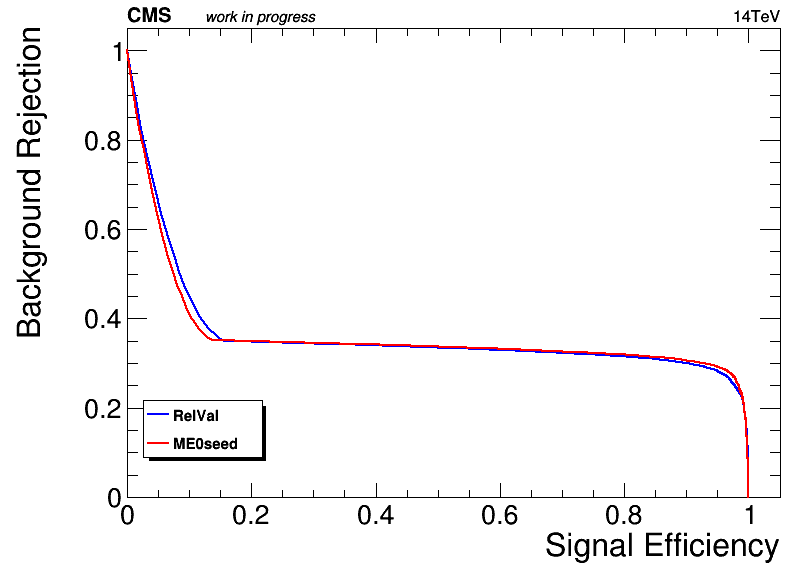 CMS work in progress 14TeV
Background Rejection
1
0.8
0.6
0.4
0.2
0
RelVal
ME0seed
0 0.2 0.4 0.6 0.8 1
Signal Efficiency